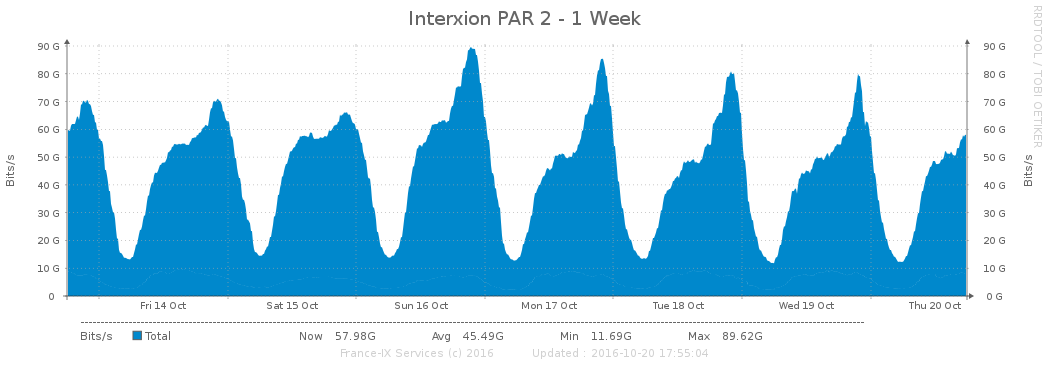 Interxion PAR 2 - 1 Week
RRDTOOL / TOBI OETIKER
Bits/s
90 G
80 G
70 G
60 G
50 G
40 G
30 G
20 G
10 G
0
90 G
80 G
70 G
60 G
50 G
40 G
30 G
20 G
10 G
0 G
Bits/s
Fri 14 Oct Sat 15 Oct Sun 16 Oct Mon 17 Oct Tue 18 Oct Wed 19 Oct Thu 20 Oct
Bits/s Total Now 57.98G Avg 45.49G Min 11.69G Max 89.62G
France-IX Services (c) 2016 Updated : 2016-10-20 17:55:04